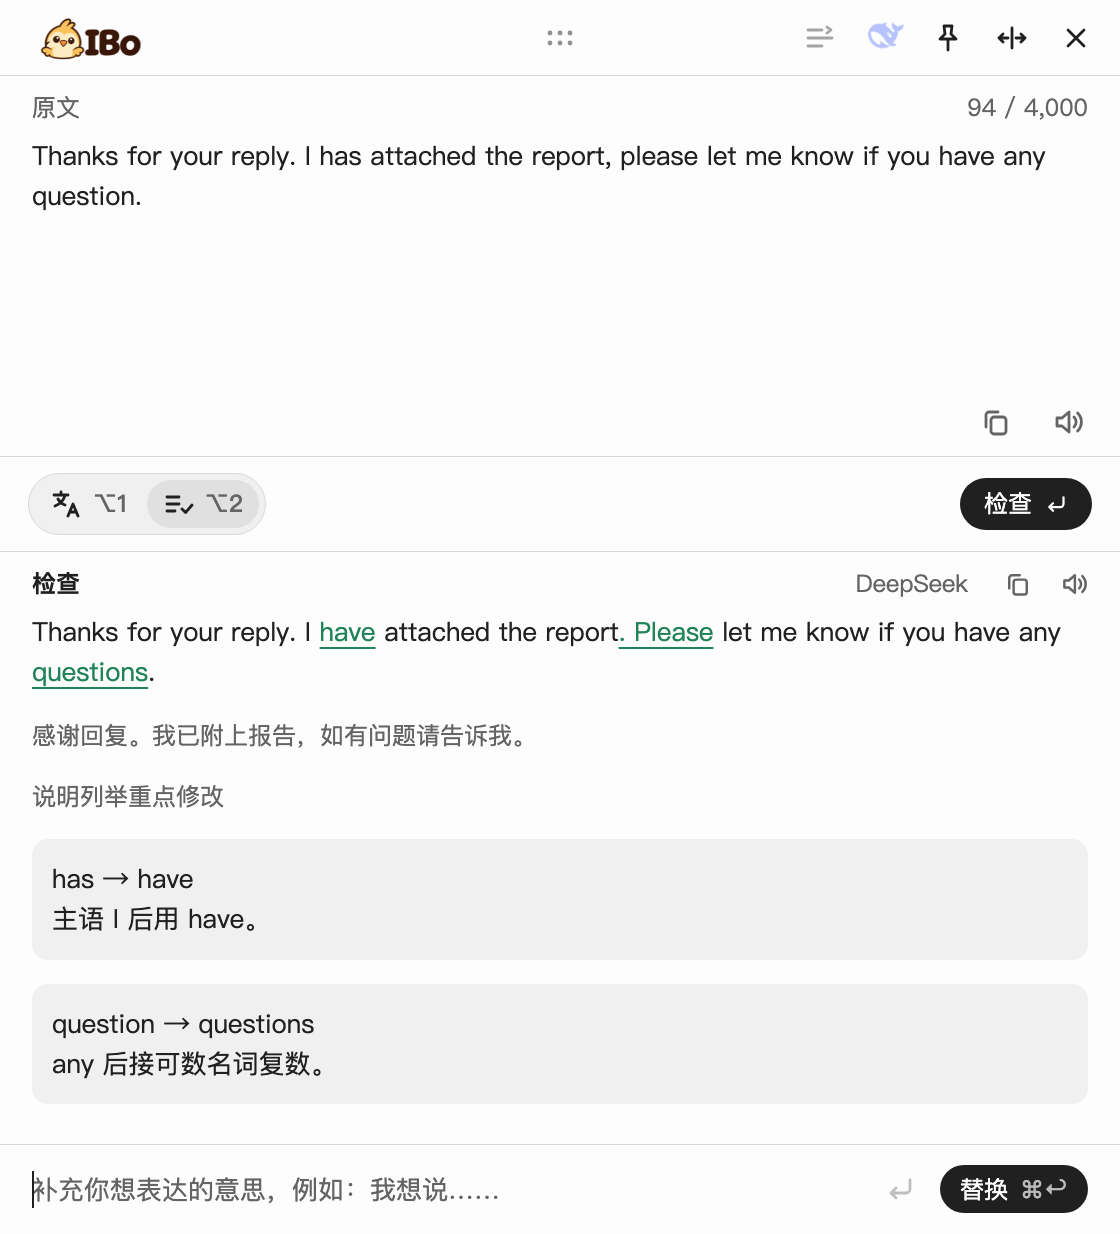 IBo
原文
94 / 4,000
Thanks for your reply. I has attached the report, please let me know if you have any
question.
⌥1
⌥2
检查
检查
DeepSeek
Thanks for your reply. I have attached the report. Please let me know if you have any
questions.
感谢回复。我已附上报告，如有问题请告诉我。
说明列举重点修改
has → have
主语 I 后用 have。
question → questions
any 后接可数名词复数。
补充你想表达的意思，例如：我想说……
替换 ⌘↩